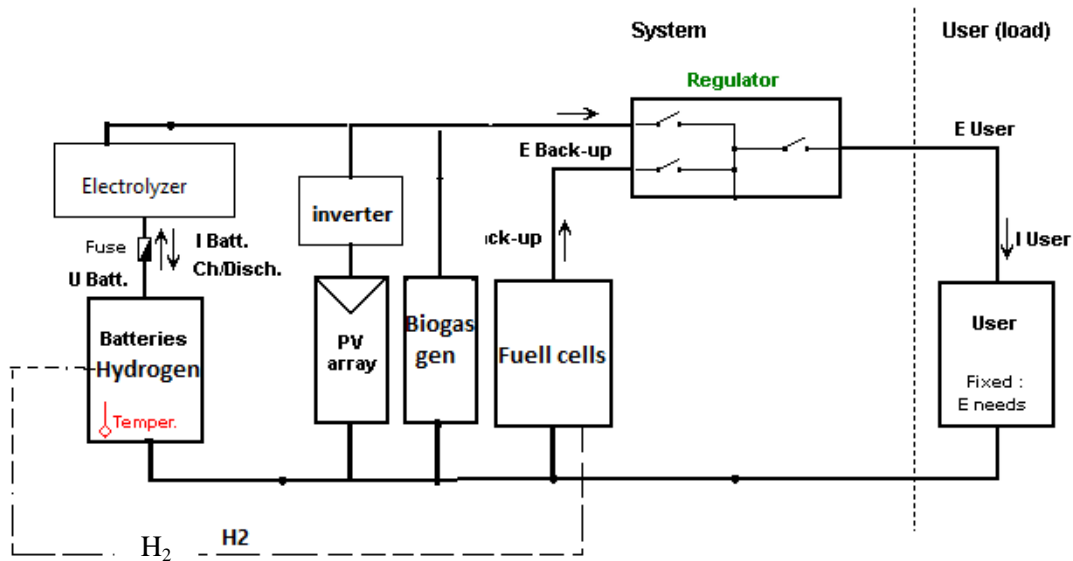 System
User (load)
Regulator
E User
E Back-up
Electrolyzer
inverter
Fuse
I Batt.
Ch/Disch.
U Batt.
ck-up
I User
Batteries
Hydrogen
Temper.
PV
array
Biogas
gen
Fuell cells
User
Fixed :
E needs
H2
H2